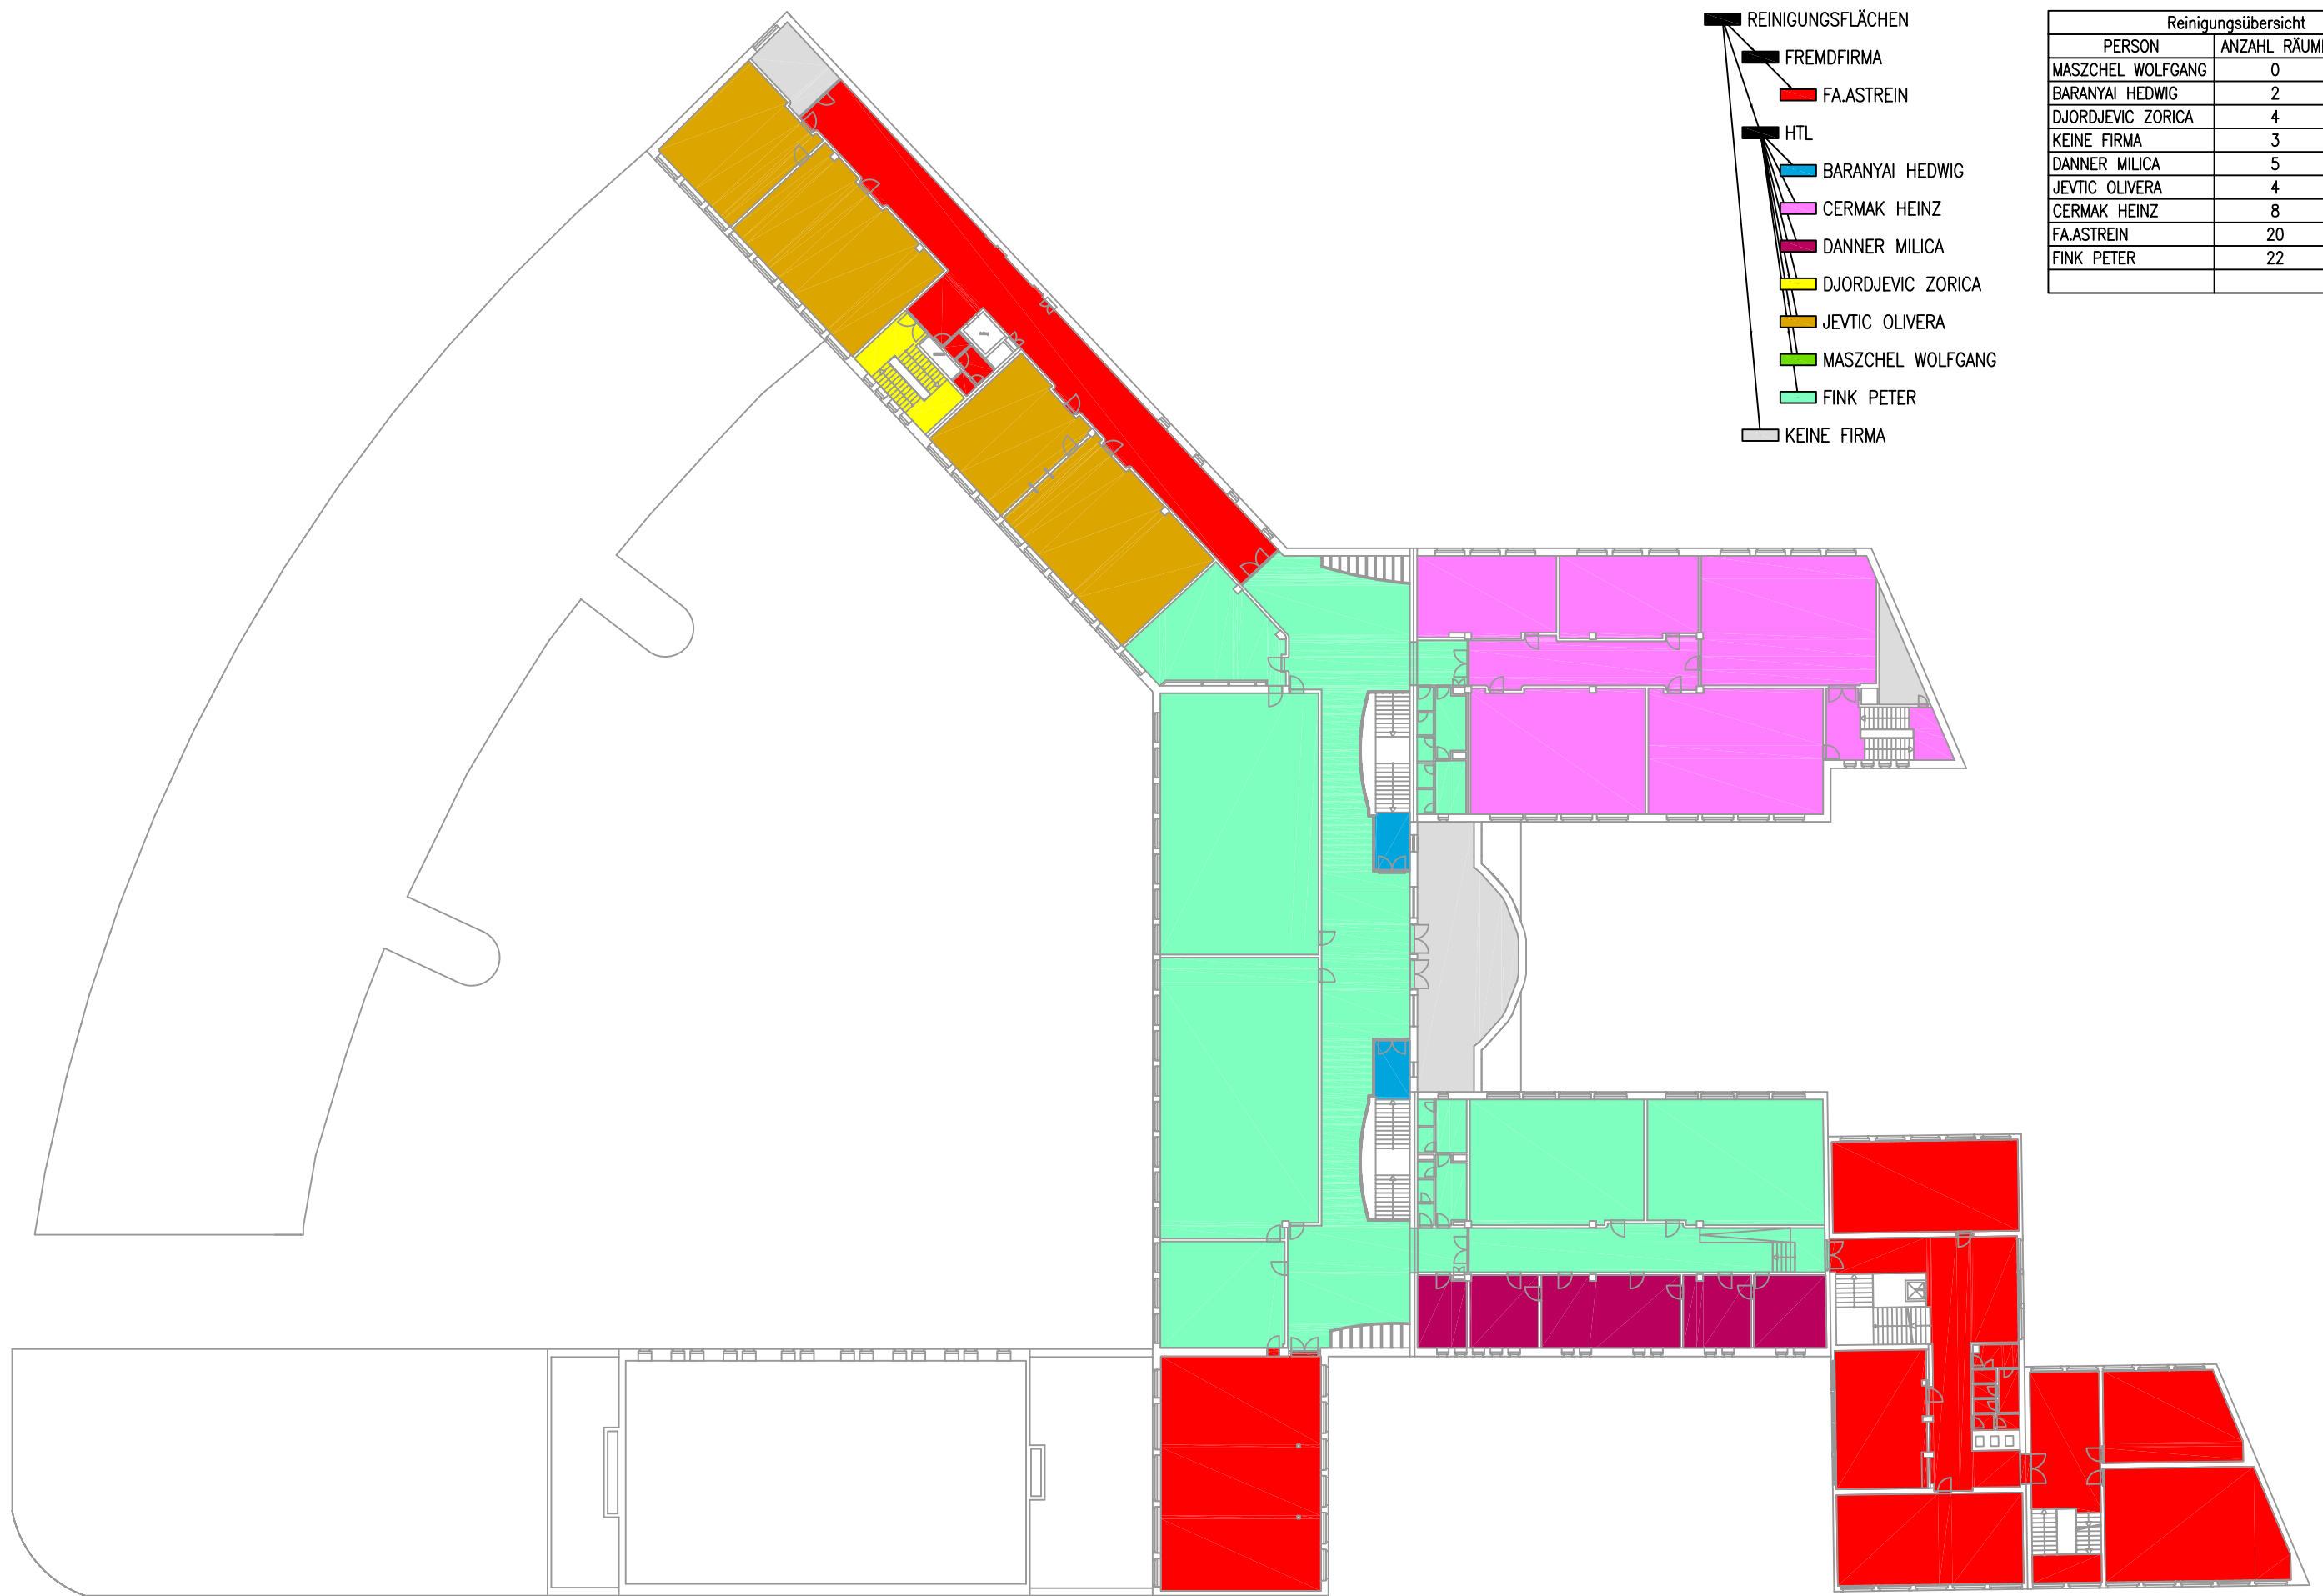 REINIGUNGSFLÄCHEN
FREMDFIRMA
FA.ASTREIN
HTL
BARANYAI HEDWIG
CERMAK HEINZ
DANNER MILICA
DJORDJEVIC ZORICA
JEVTIC OLIVERA
MASZCHEL WOLFGANG
FINK PETER
KEINE FIRMA
Reinigungsübersicht
PERSON ANZAHL RÄUM
MASZCHEL WOLFGANG 0
BARANYAI HEDWIG 2
DJORDJEVIC ZORICA 4
KEINE FIRMA 3
DANNER MILICA 5
JEVTIC OLIVERA 4
CERMAK HEINZ 8
FA.ASTREIN 20
FINK PETER 22